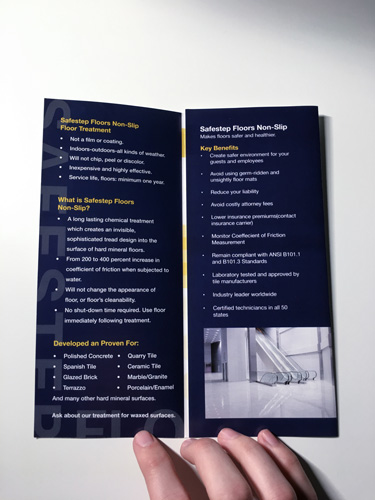 SAFESTEP
FLO
Safestep Floors Non-Slip
Floor Treatment
• Not a film or coating.
• Indoors-outdoors-all kinds of weather.
• Will not chip, peel or discolor.
• Inexpensive and highly effective.
• Service life, floors: minimum one year.
What is Safestep Floors
Non-Slip?
• A long lasting chemical treatment
which creates an invisible,
sophisticated tread design into the
surface of hard mineral floors.
• From 200 to 400 percent increase in
coefficient of friction when subjected to
water.
• Will not change the appearance of
floor, or floor's cleanability.
• No shut-down time required. Use floor
immediately following treatment.
Developed an Proven For:
• Polished Concrete • Quarry Tile
• Spanish Tile • Ceramic Tile
• Glazed Brick • Marble/Granite
• Terrazzo • Porcelain/Enamel
And many other hard mineral surfaces.
Ask about our treatment for waxed surfaces.
Safestep Floors Non-Slip
Makes floors safer and healthier.
Key Benefits
• Create safer environment for your
guests and employees
• Avoid using germ-ridden and
unsightly floor mats
• Reduce your liability
• Avoid costly attorney fees
• Lower insurance premiums(contact
insurance carrier)
• Monitor Coeffecient of Friction
Measurement
• Remain compliant with ANSI B101.1
and B101.3 Standards
• Laboratory tested and approved by
tile manufacturers
• Industry leader worldwide
• Certified techniciancs in all 50
states